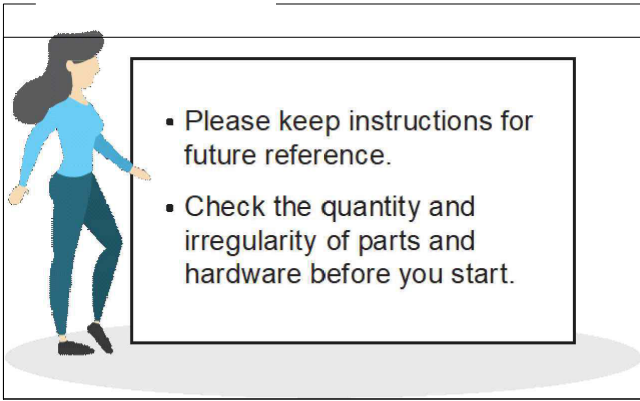 ▪ Please keep instructions for
future reference.
▪ Check the quantity and
irregularity of parts and
hardware before you start.